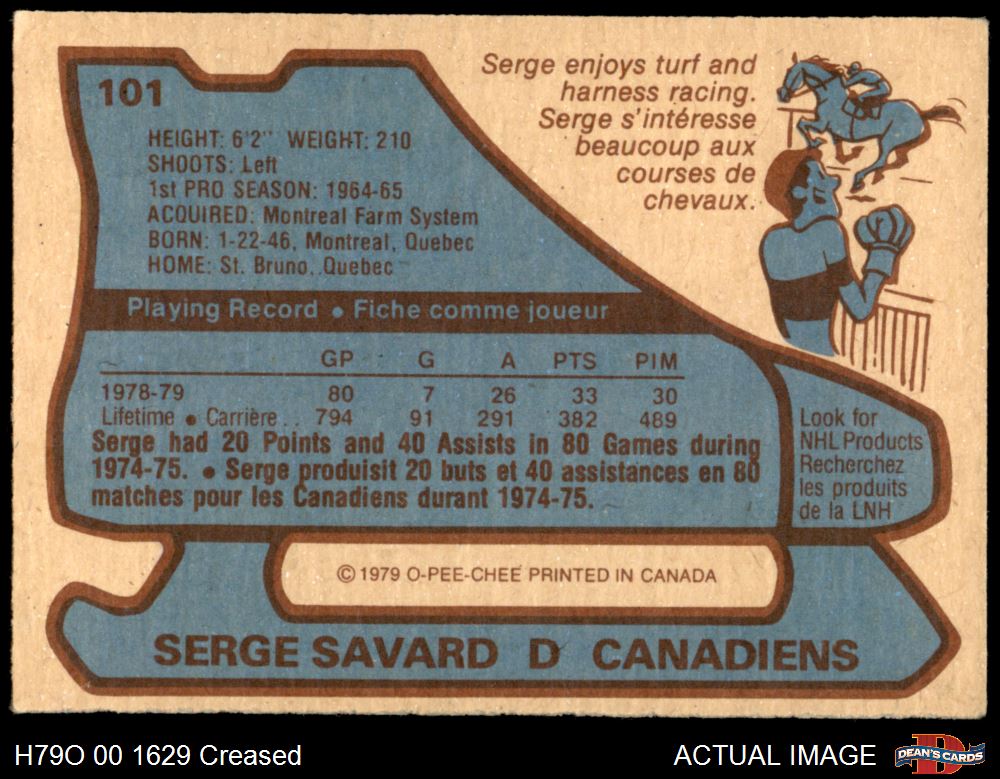 101
HEIGHT: 6'2" WEIGHT: 210
SHOOTS: Left
1st PRO SEASON: 1964-65
ACQUIRED: Montreal Farm System
BORN: 1-22-46, Montreal, Quebec
HOME: St. Bruno, Quebec
Serge enjoys turf and
harness racing.
Serge s'intéresse
beaucoup aux
courses de
chevaux.
Playing Record • Fiche comme joueur
GP G A PTS PIM
1978-79 80 7 26 33 30
Lifetime • Carrière.. 794 91 291 382 489
Serge had 20 Points and 40 Assists in 80 Games during
1974-75. • Serge produisit 20 buts et 40 assistances en 80
matches pour les Canadiens durant 1974-75.
Look for
NHL Products
Recherchez
les produits
de la LNH
© 1979 O-PEE-CHEE PRINTED IN CANADA
SERGE SAVARD D CANADIENS
H79O 00 1629 Creased
ACTUAL IMAGE
DEAN'S CARDS